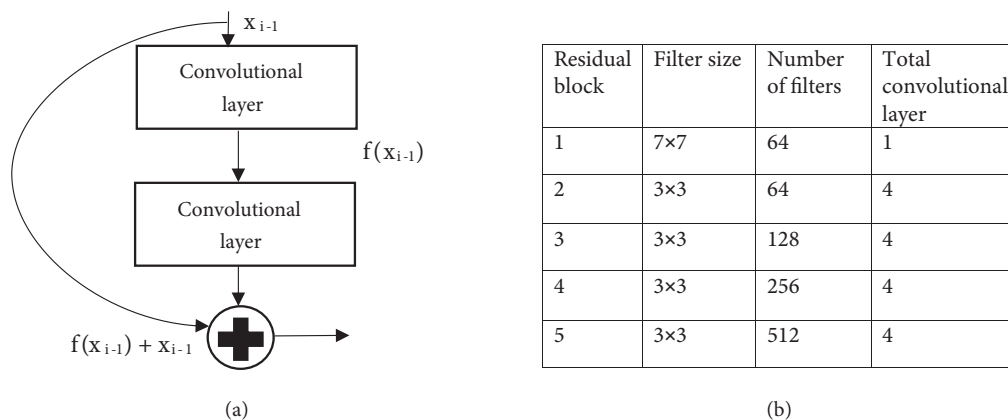 x i-1
Convolutional
layer
f(x i-1)
Convolutional
layer
f(x i-1) + x i-1
(a)
Residual block Filter size Number of filters Total convolutional layer
1 7×7 64 1
2 3×3 64 4
3 3×3 128 4
4 3×3 256 4
5 3×3 512 4
(b)